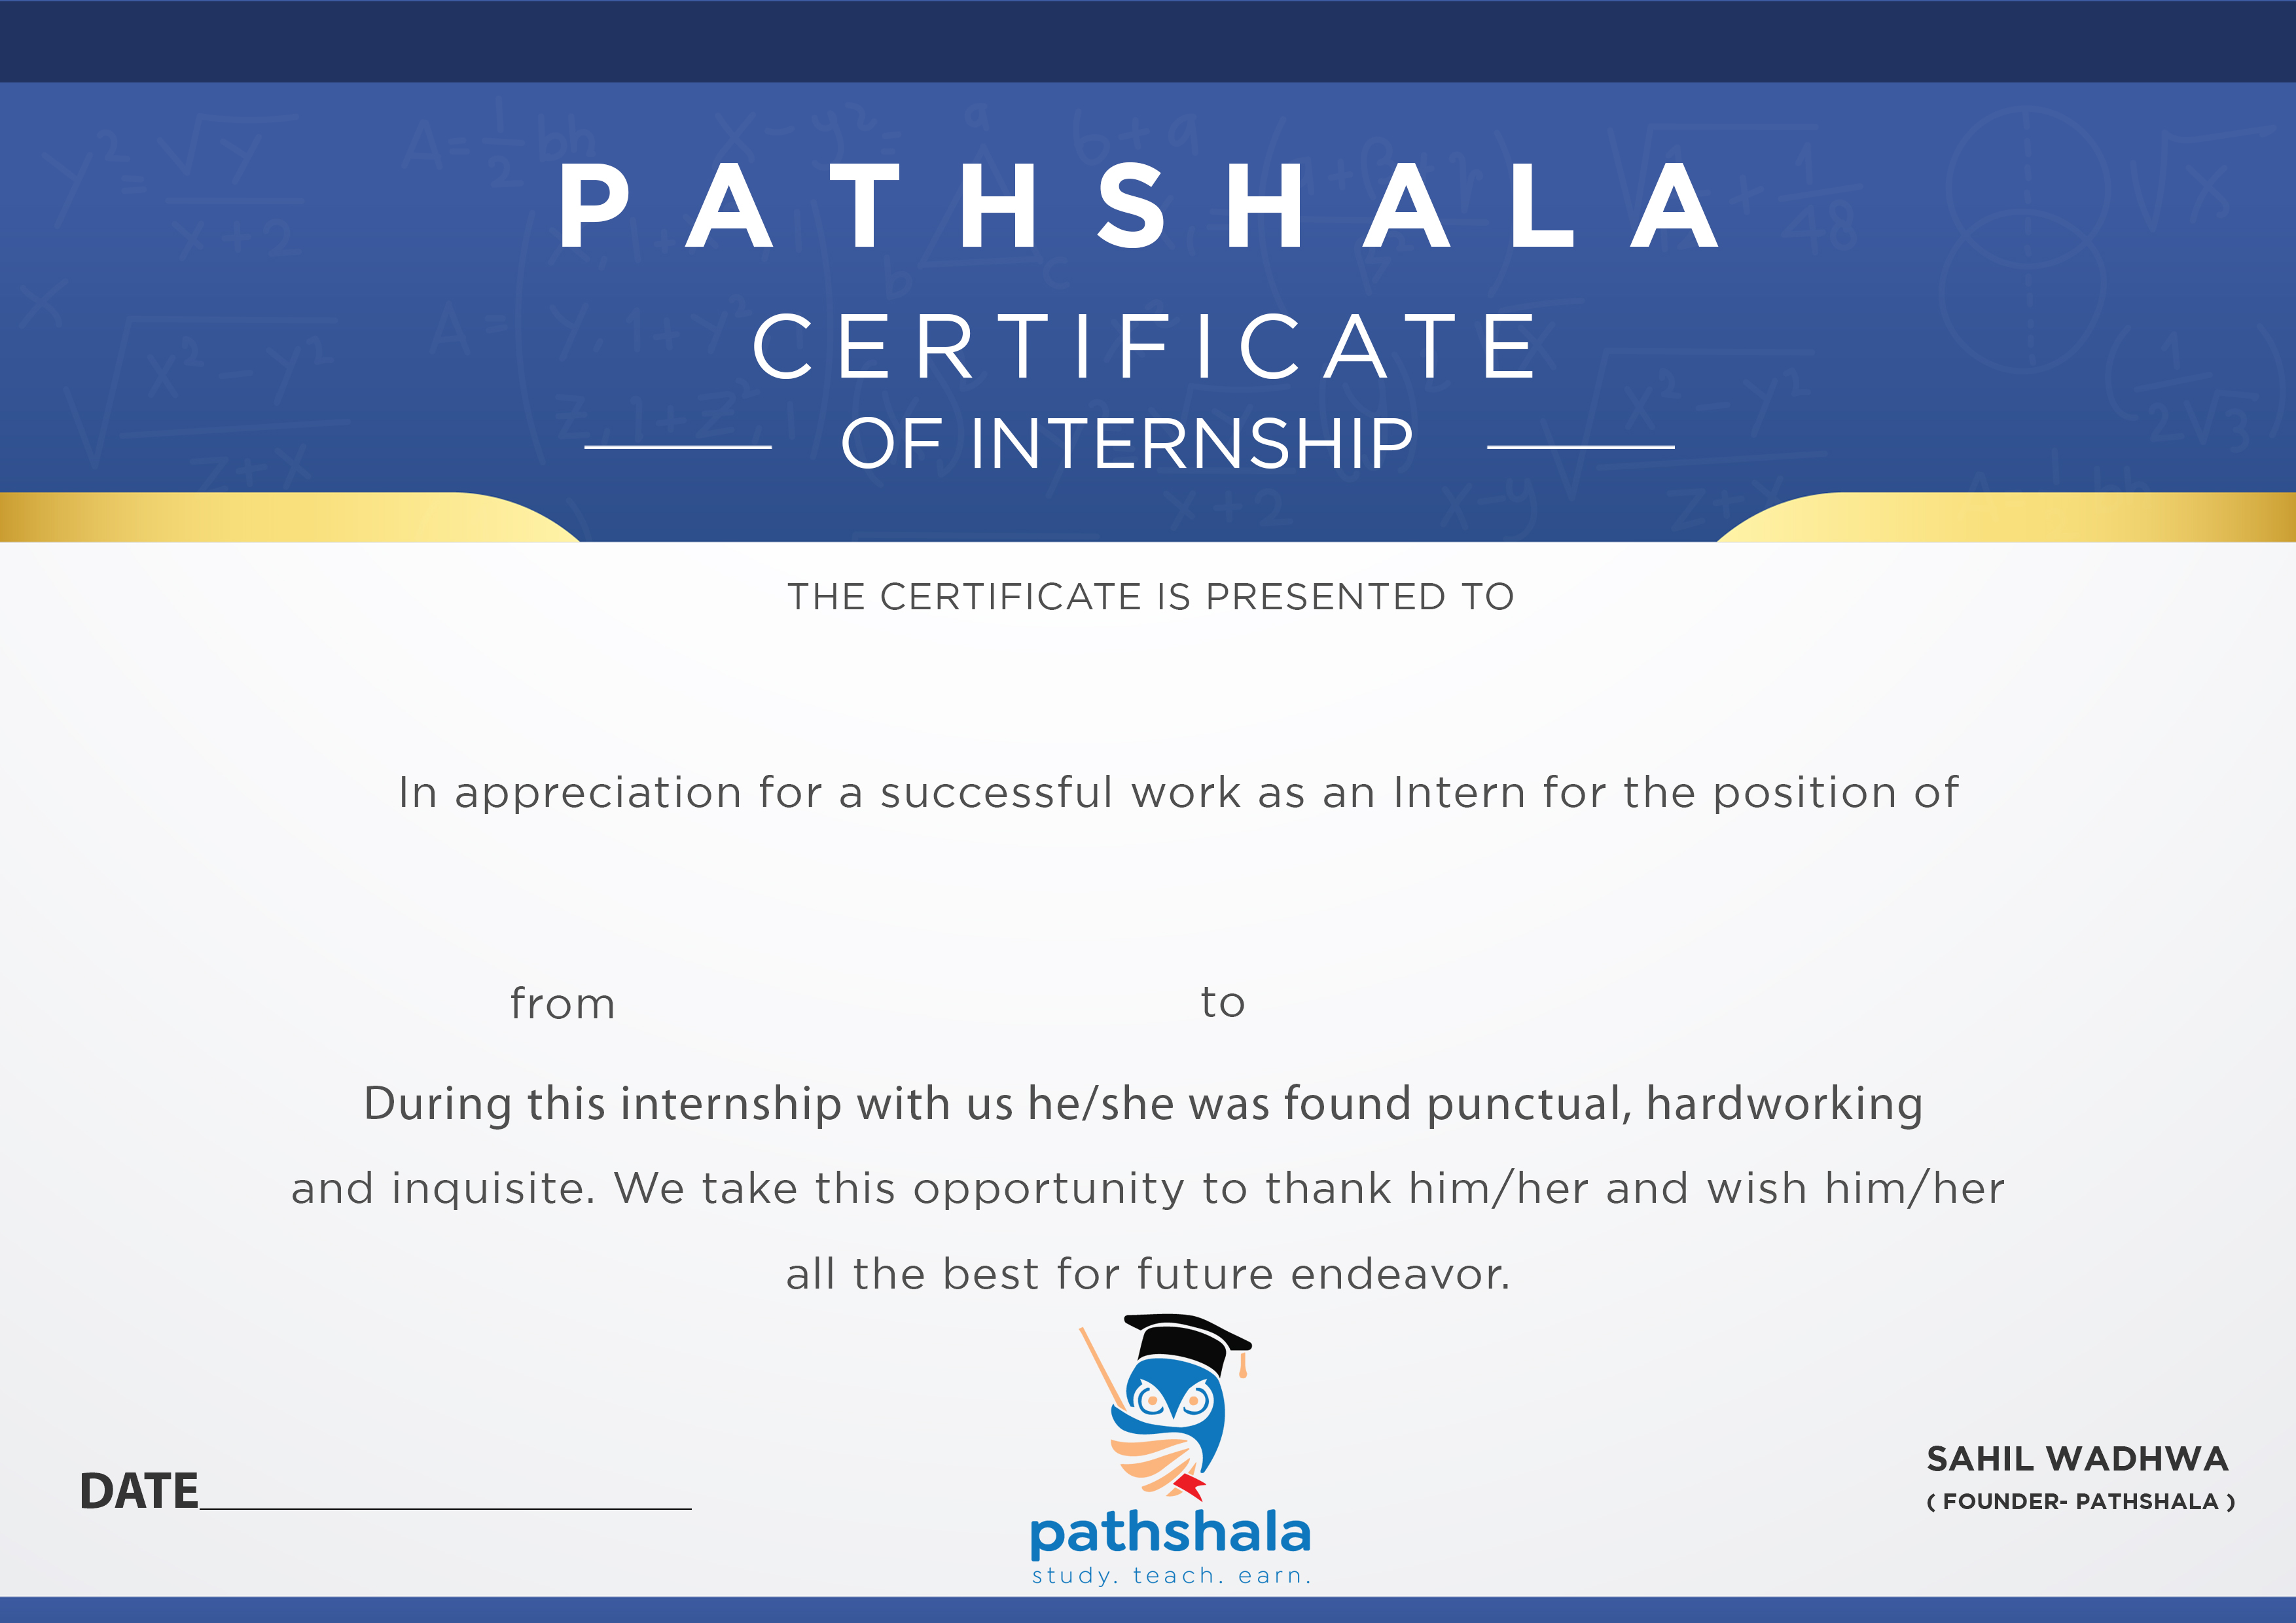 PATHSHALA
CERTIFICATE
OF INTERNSHIP
THE CERTIFICATE IS PRESENTED TO
In appreciation for a successful work as an Intern for the position of
from to
During this internship with us he/she was found punctual, hardworking
and inquisite. We take this opportunity to thank him/her and wish him/her
all the best for future endeavor.
DATE
pathshala
study. teach. earn.
SAHIL WADHWA
( FOUNDER- PATHSHALA )